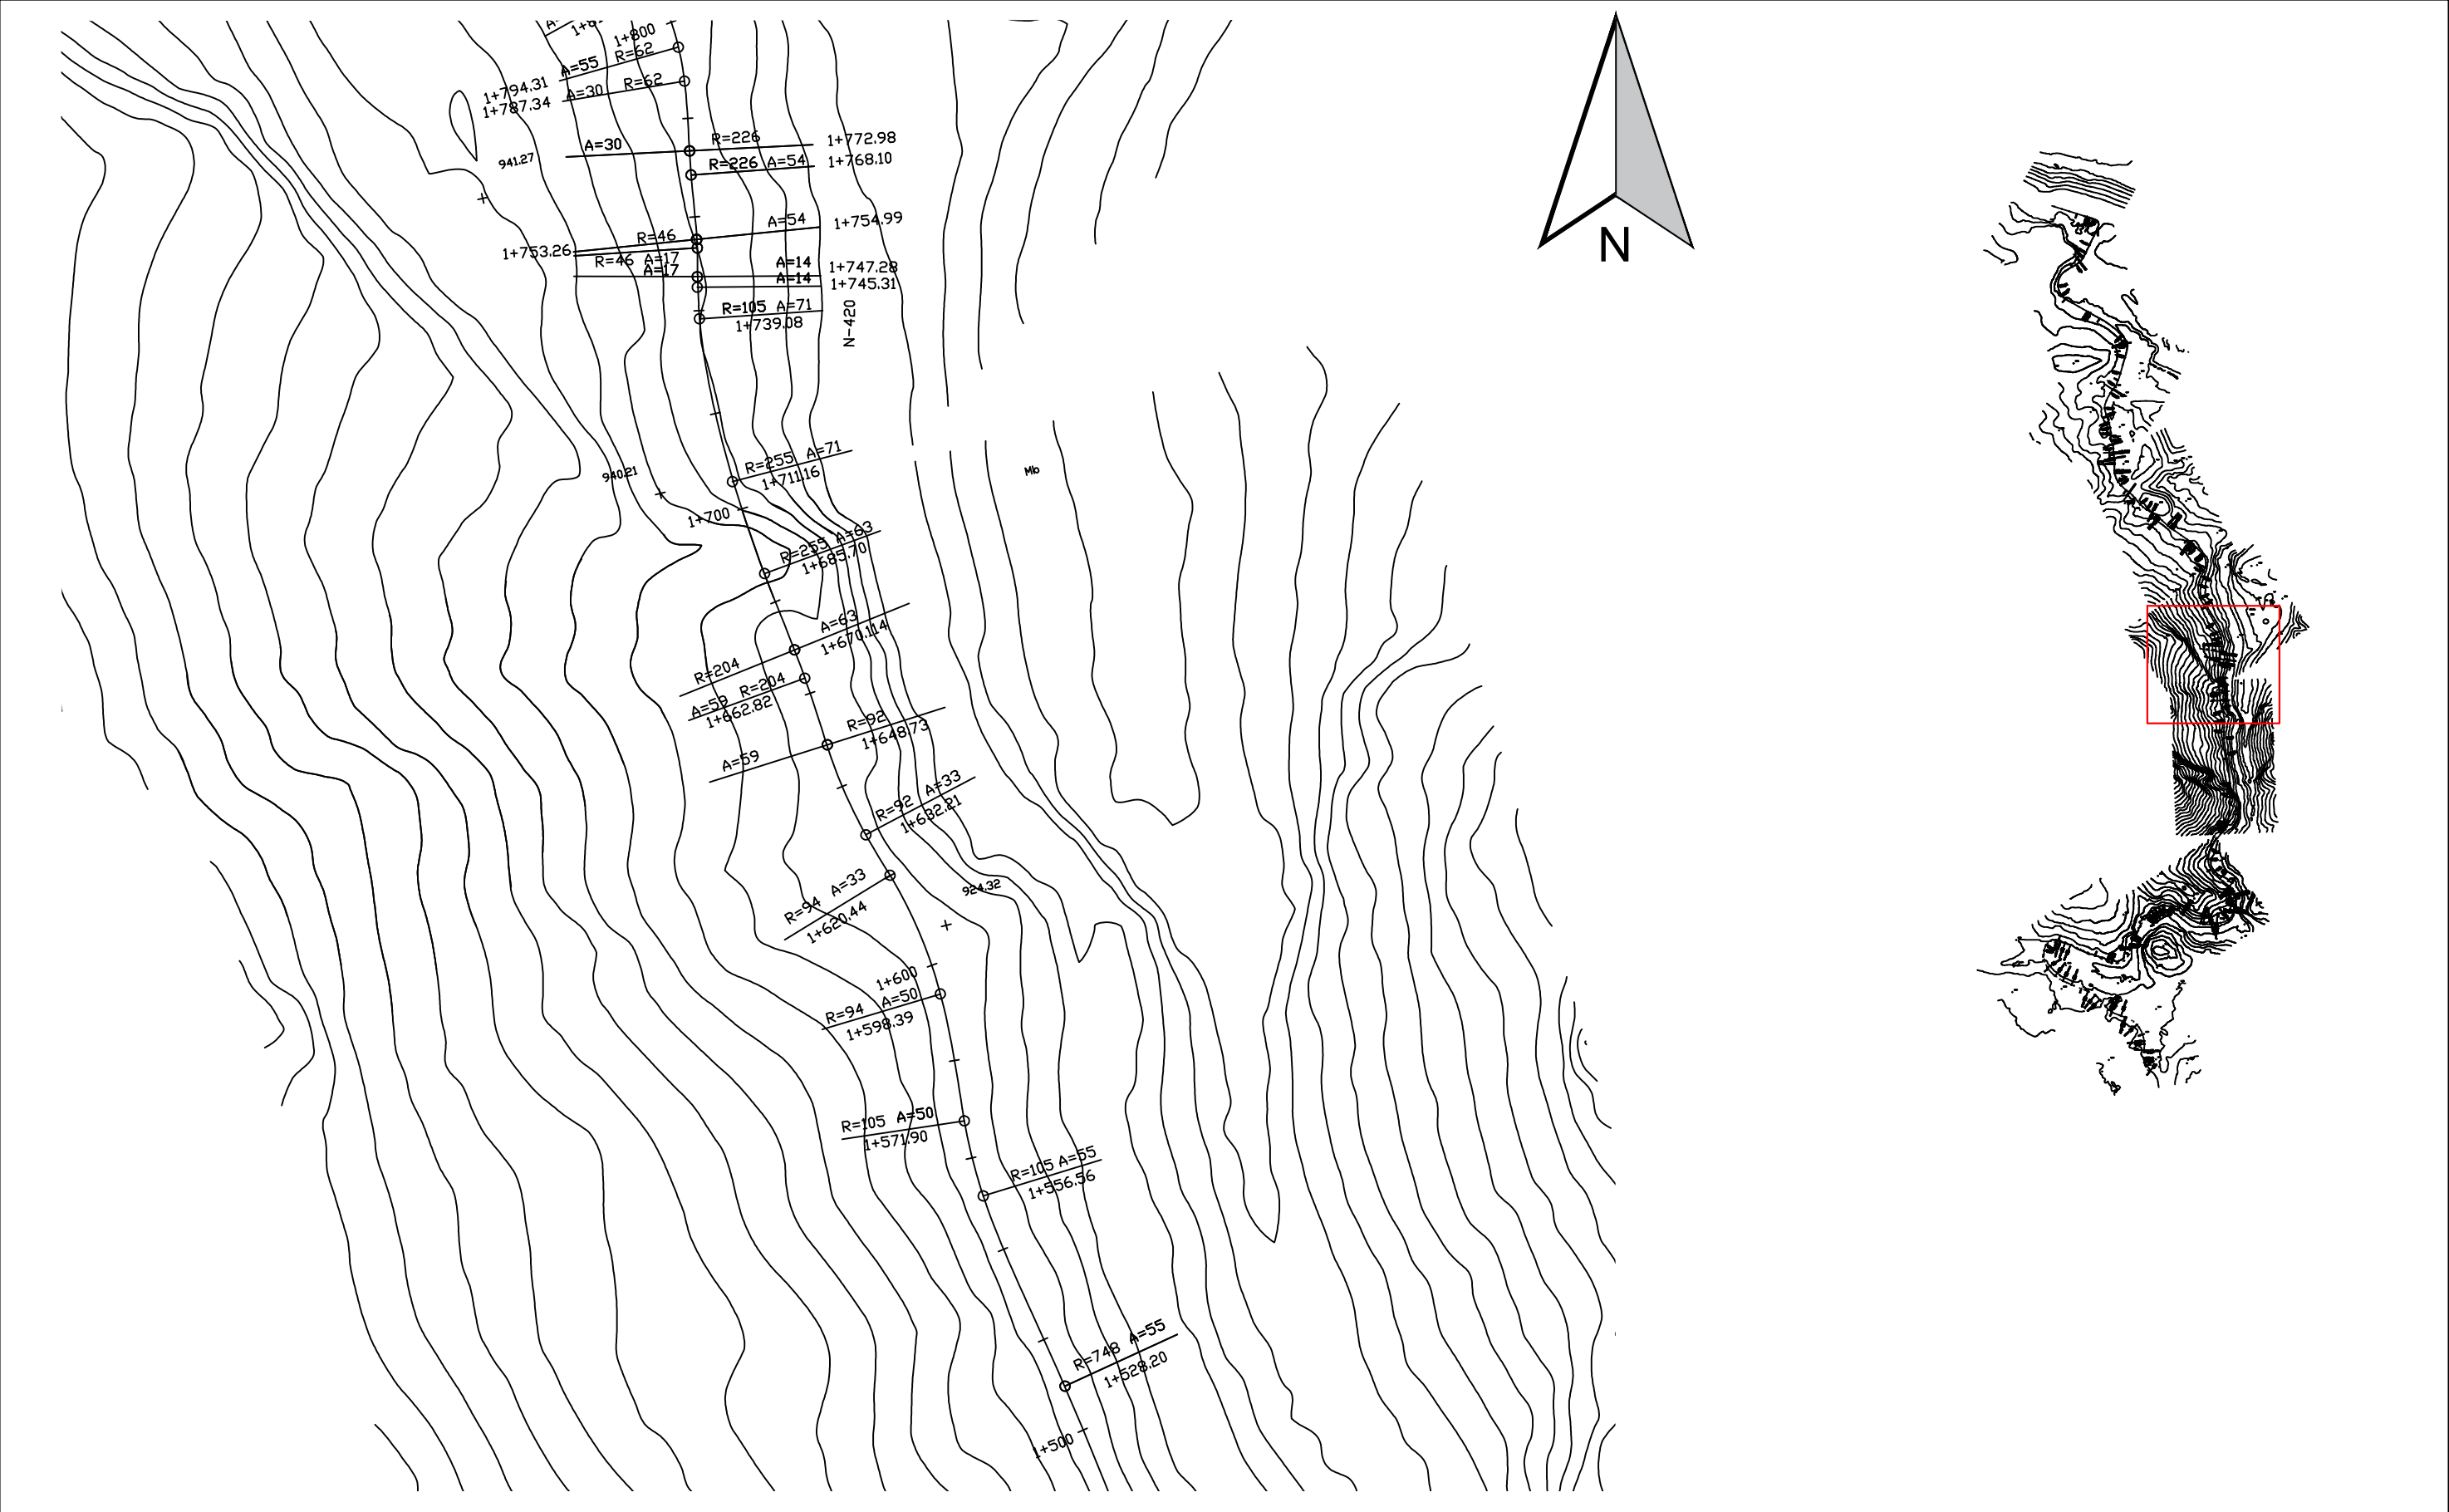 1+800
A=55 R=62
1+794.31
A=30 R=62
1+787.34
A=30 R=226 1+772.98
R=226 A=54 1+768.10
941.27
A=54 1+754.99
R=46
1+753.26
R=46 A=17
A=17 A=14 1+747.28
A=14 1+745.31
R=105 A=71
1+739.08
N-420
R=255 A=71
1+711.16
940.21
Mb
1+700
R=255 A=63
1+685.70
A=63
1+670.114
R=204
A=59 R=204
1+662.82
R=92
1+648.73
A=59
R=92 A=33
1+632.21
R=94 A=33
1+620.44
924.32
1+600
R=94 A=50
1+598.39
R=105 A=50
1+571.90
R=105 A=55
1+556.56
R=748 A=55
1+528.20
1+500
N